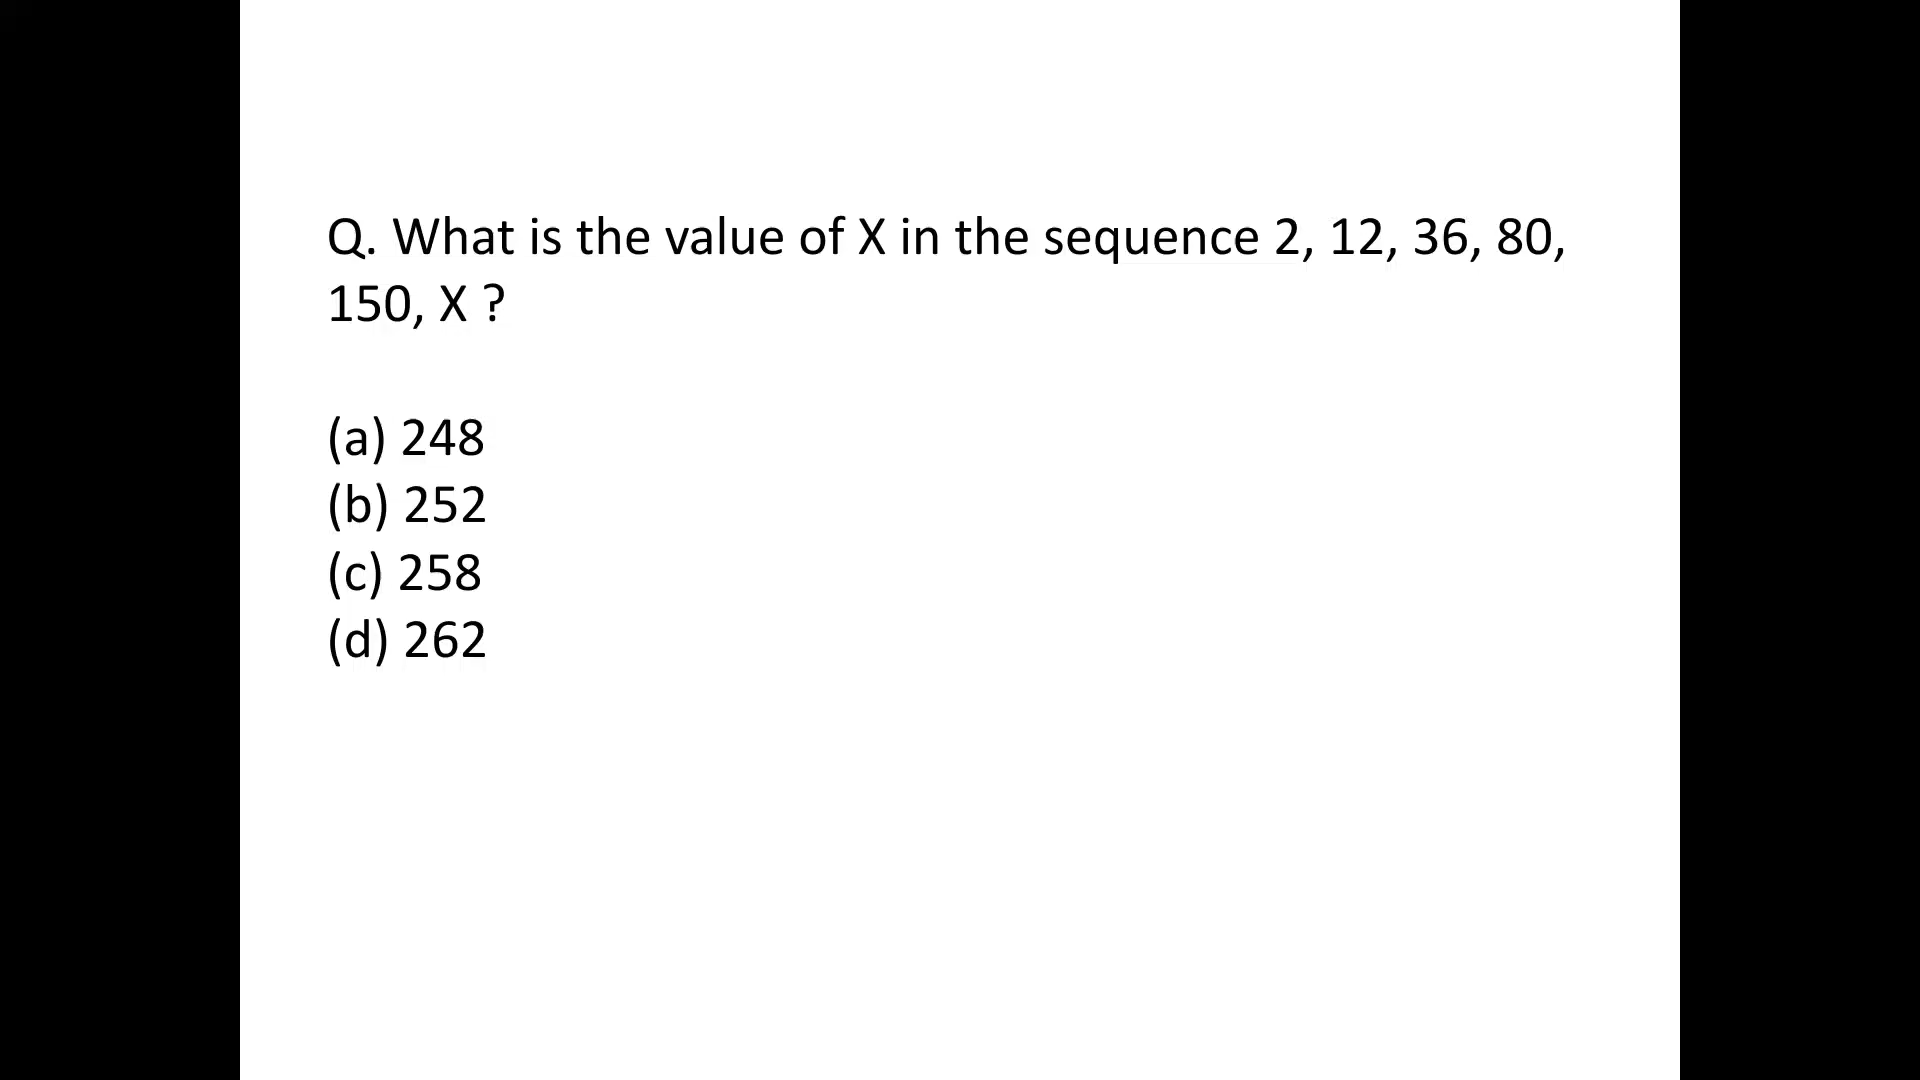 Q. What is the value of X in the sequence 2, 12, 36, 80,
150, X ?
(a) 248
(b) 252
(c) 258
(d) 262